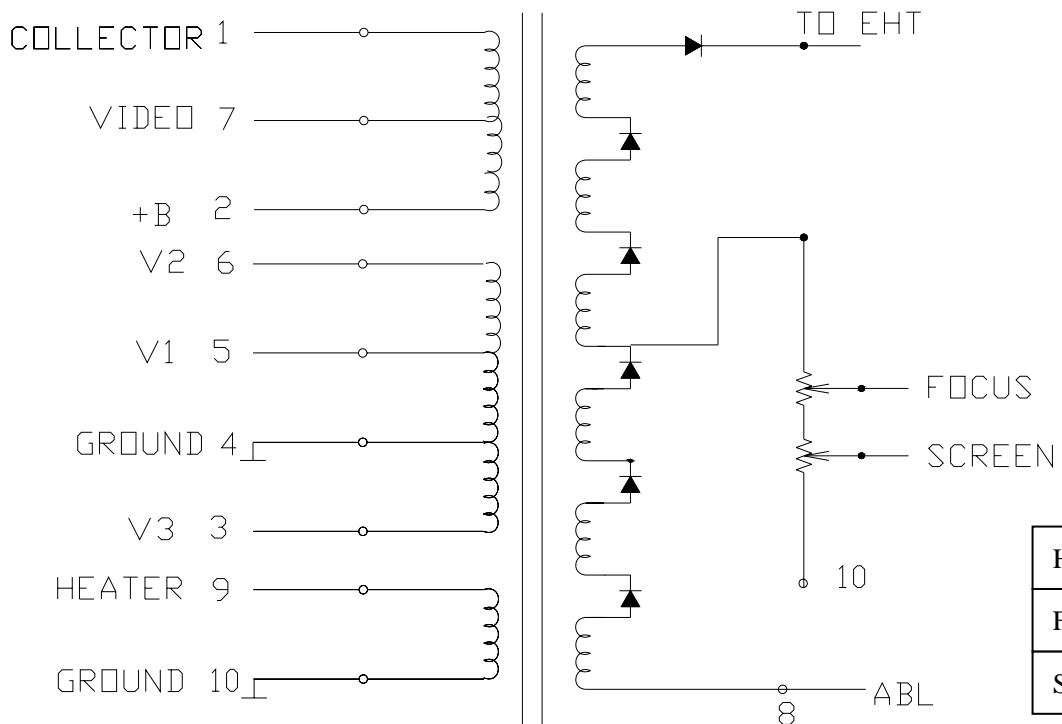 TO EHT
COLLECTOR 1
VIDEO 7
+B 2
V2 6
V1 5
FOCUS
GROUND 4
SCREEN
V3 3
HEATER 9
10
GROUND 10
ABL
8
H
F
S